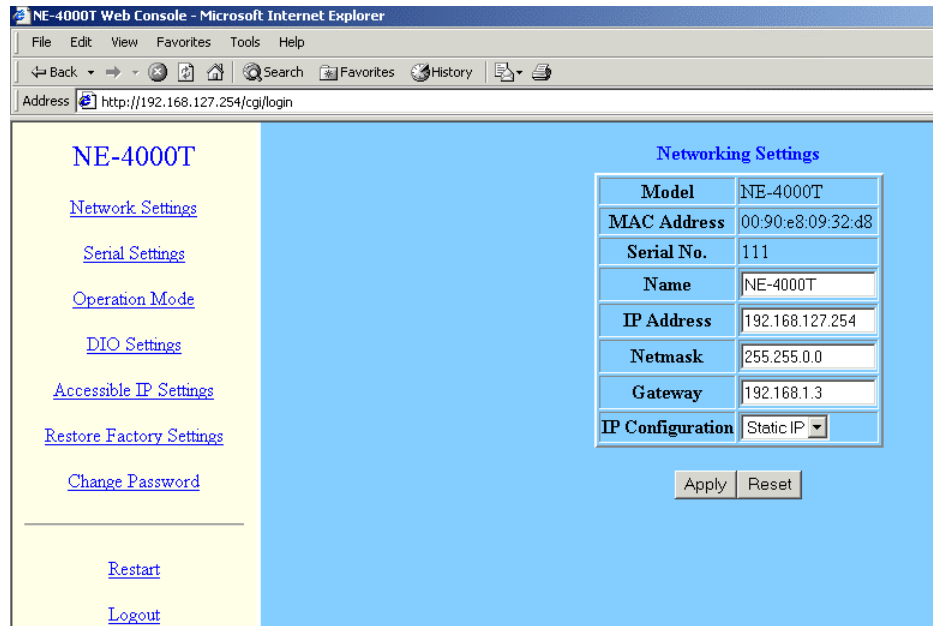 NE-4000T Web Console - Microsoft Internet Explorer
File Edit View Favorites Tools Help
Back Search Favorites History
Address http://192.168.127.254/cgi/login
NE-4000T
Network Settings
Serial Settings
Operation Mode
DIO Settings
Accessible IP Settings
Restore Factory Settings
Change Password
Restart
Logout
Networking Settings
Model NE-4000T
MAC Address 00:90:e8:09:32:d8
Serial No. 111
Name NE-4000T
IP Address 192.168.127.254
Netmask 255.255.0.0
Gateway 192.168.1.3
IP Configuration Static IP
Apply Reset